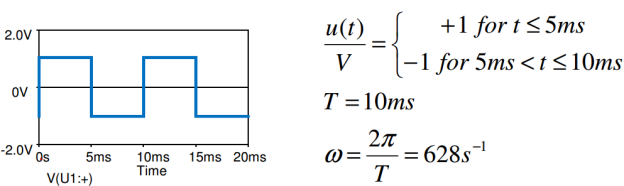 2.0V
0V
-2.0V
0s 5ms 10ms 15ms 20ms
V(U1:+) Time
u(t)/V = { +1 for t ≤ 5ms
−1 for 5ms < t ≤ 10ms
T = 10ms
ω = 2π/T = 628s⁻¹